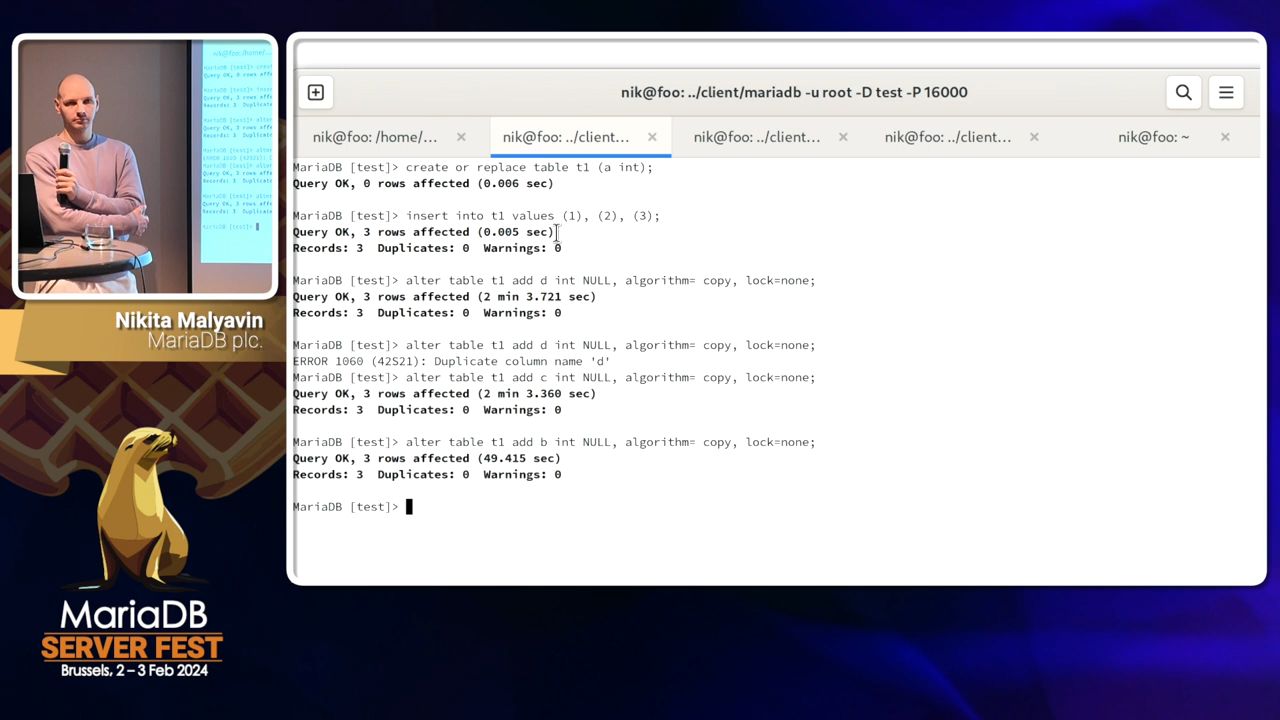 nik@foo: ../client/mariadb -u root -D test -P 16000
nik@foo: /home/...
nik@foo: ../client...
nik@foo: ../client...
nik@foo: ../client...
nik@foo: ~
MariaDB [test]> create or replace table t1 (a int);
Query OK, 0 rows affected (0.006 sec)
MariaDB [test]> insert into t1 values (1), (2), (3);
Query OK, 3 rows affected (0.005 sec)
Records: 3  Duplicates: 0  Warnings: 0
MariaDB [test]> alter table t1 add d int NULL, algorithm= copy, lock=none;
Query OK, 3 rows affected (2 min 3.721 sec)
Records: 3  Duplicates: 0  Warnings: 0
MariaDB [test]> alter table t1 add d int NULL, algorithm= copy, lock=none;
ERROR 1060 (42S21): Duplicate column name 'd'
MariaDB [test]> alter table t1 add c int NULL, algorithm= copy, lock=none;
Query OK, 3 rows affected (2 min 3.360 sec)
Records: 3  Duplicates: 0  Warnings: 0
MariaDB [test]> alter table t1 add b int NULL, algorithm= copy, lock=none;
Query OK, 3 rows affected (49.415 sec)
Records: 3  Duplicates: 0  Warnings: 0
MariaDB [test]>
Nikita Malyavin
MariaDB plc.
MariaDB
SERVER FEST
Brussels, 2 – 3 Feb 2024